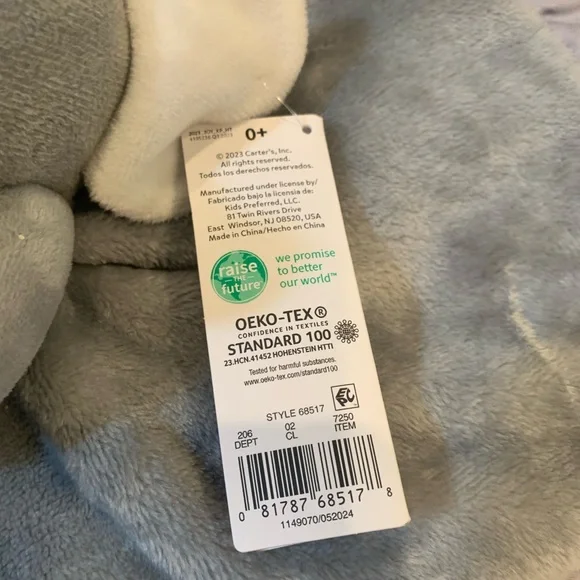 0+
© 2023 Carter's, Inc.
All rights reserved.
Todos los derechos reservados.
Manufactured under license by/
Fabricado bajo la licensia de:
Kids Preferred, LLC.
81 Twin Rivers Drive
East Windsor, NJ 08520, USA
Made in China/Hecho en China
raise
THE
future
we promise
to better
our world™
OEKO-TEX®
CONFIDENCE IN TEXTILES
STANDARD 100
23.HCN.41452 HOHENSTEIN HTTI
Tested for harmful substances.
www.oeko-tex.com/standard100
STYLE 68517
206 02 7250
DEPT CL ITEM
0 81787 68517 8
1149070/052024